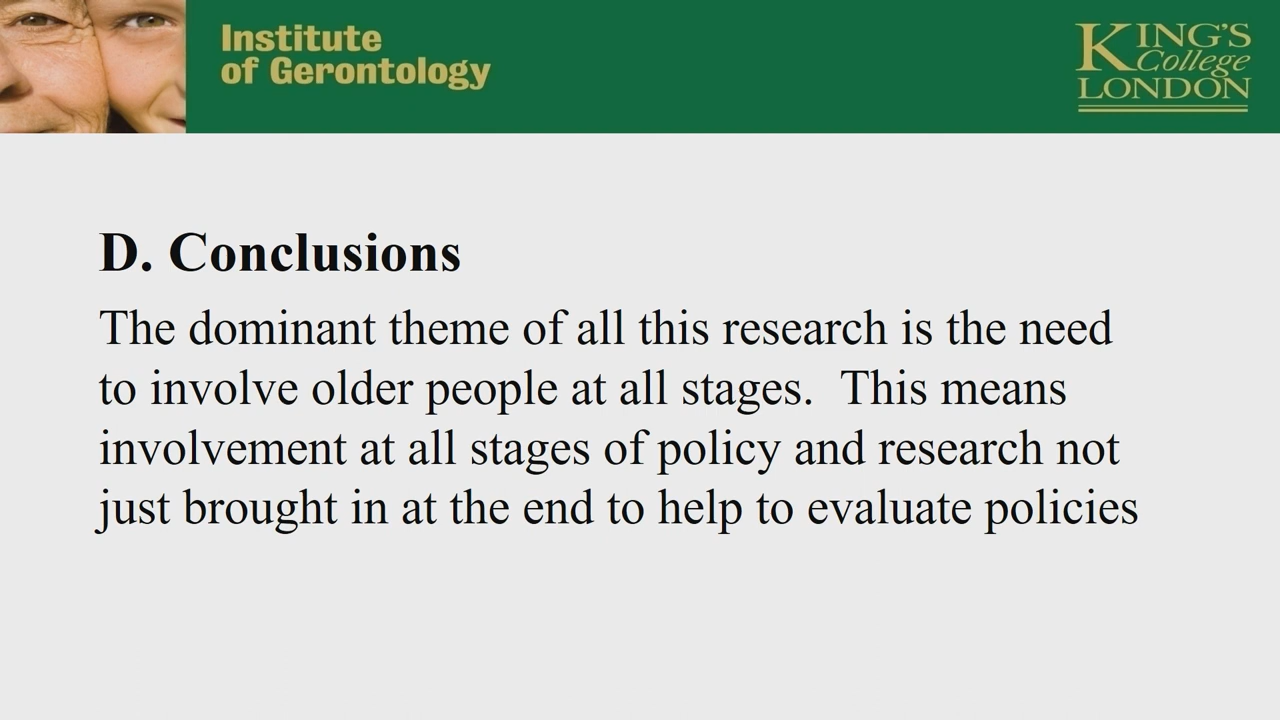 Institute
of Gerontology
KING'S
College
LONDON
D. Conclusions
The dominant theme of all this research is the need
to involve older people at all stages.  This means
involvement at all stages of policy and research not
just brought in at the end to help to evaluate policies